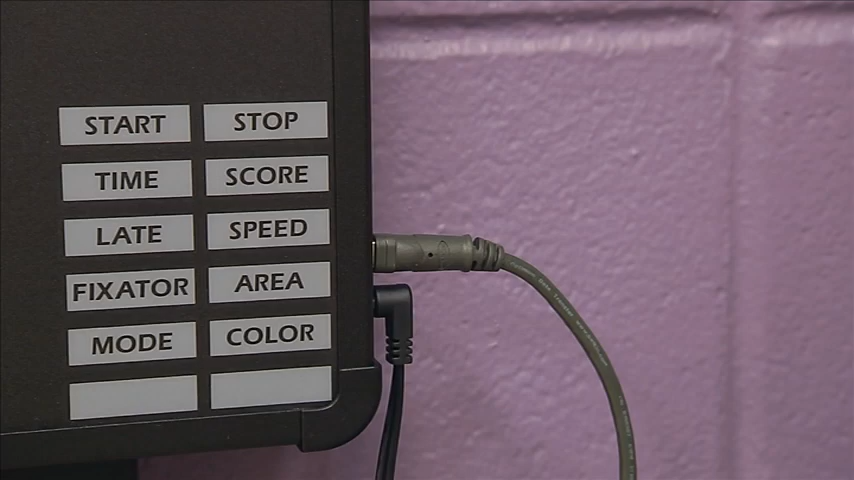 START STOP
TIME SCORE
LATE SPEED
FIXATOR AREA
MODE COLOR